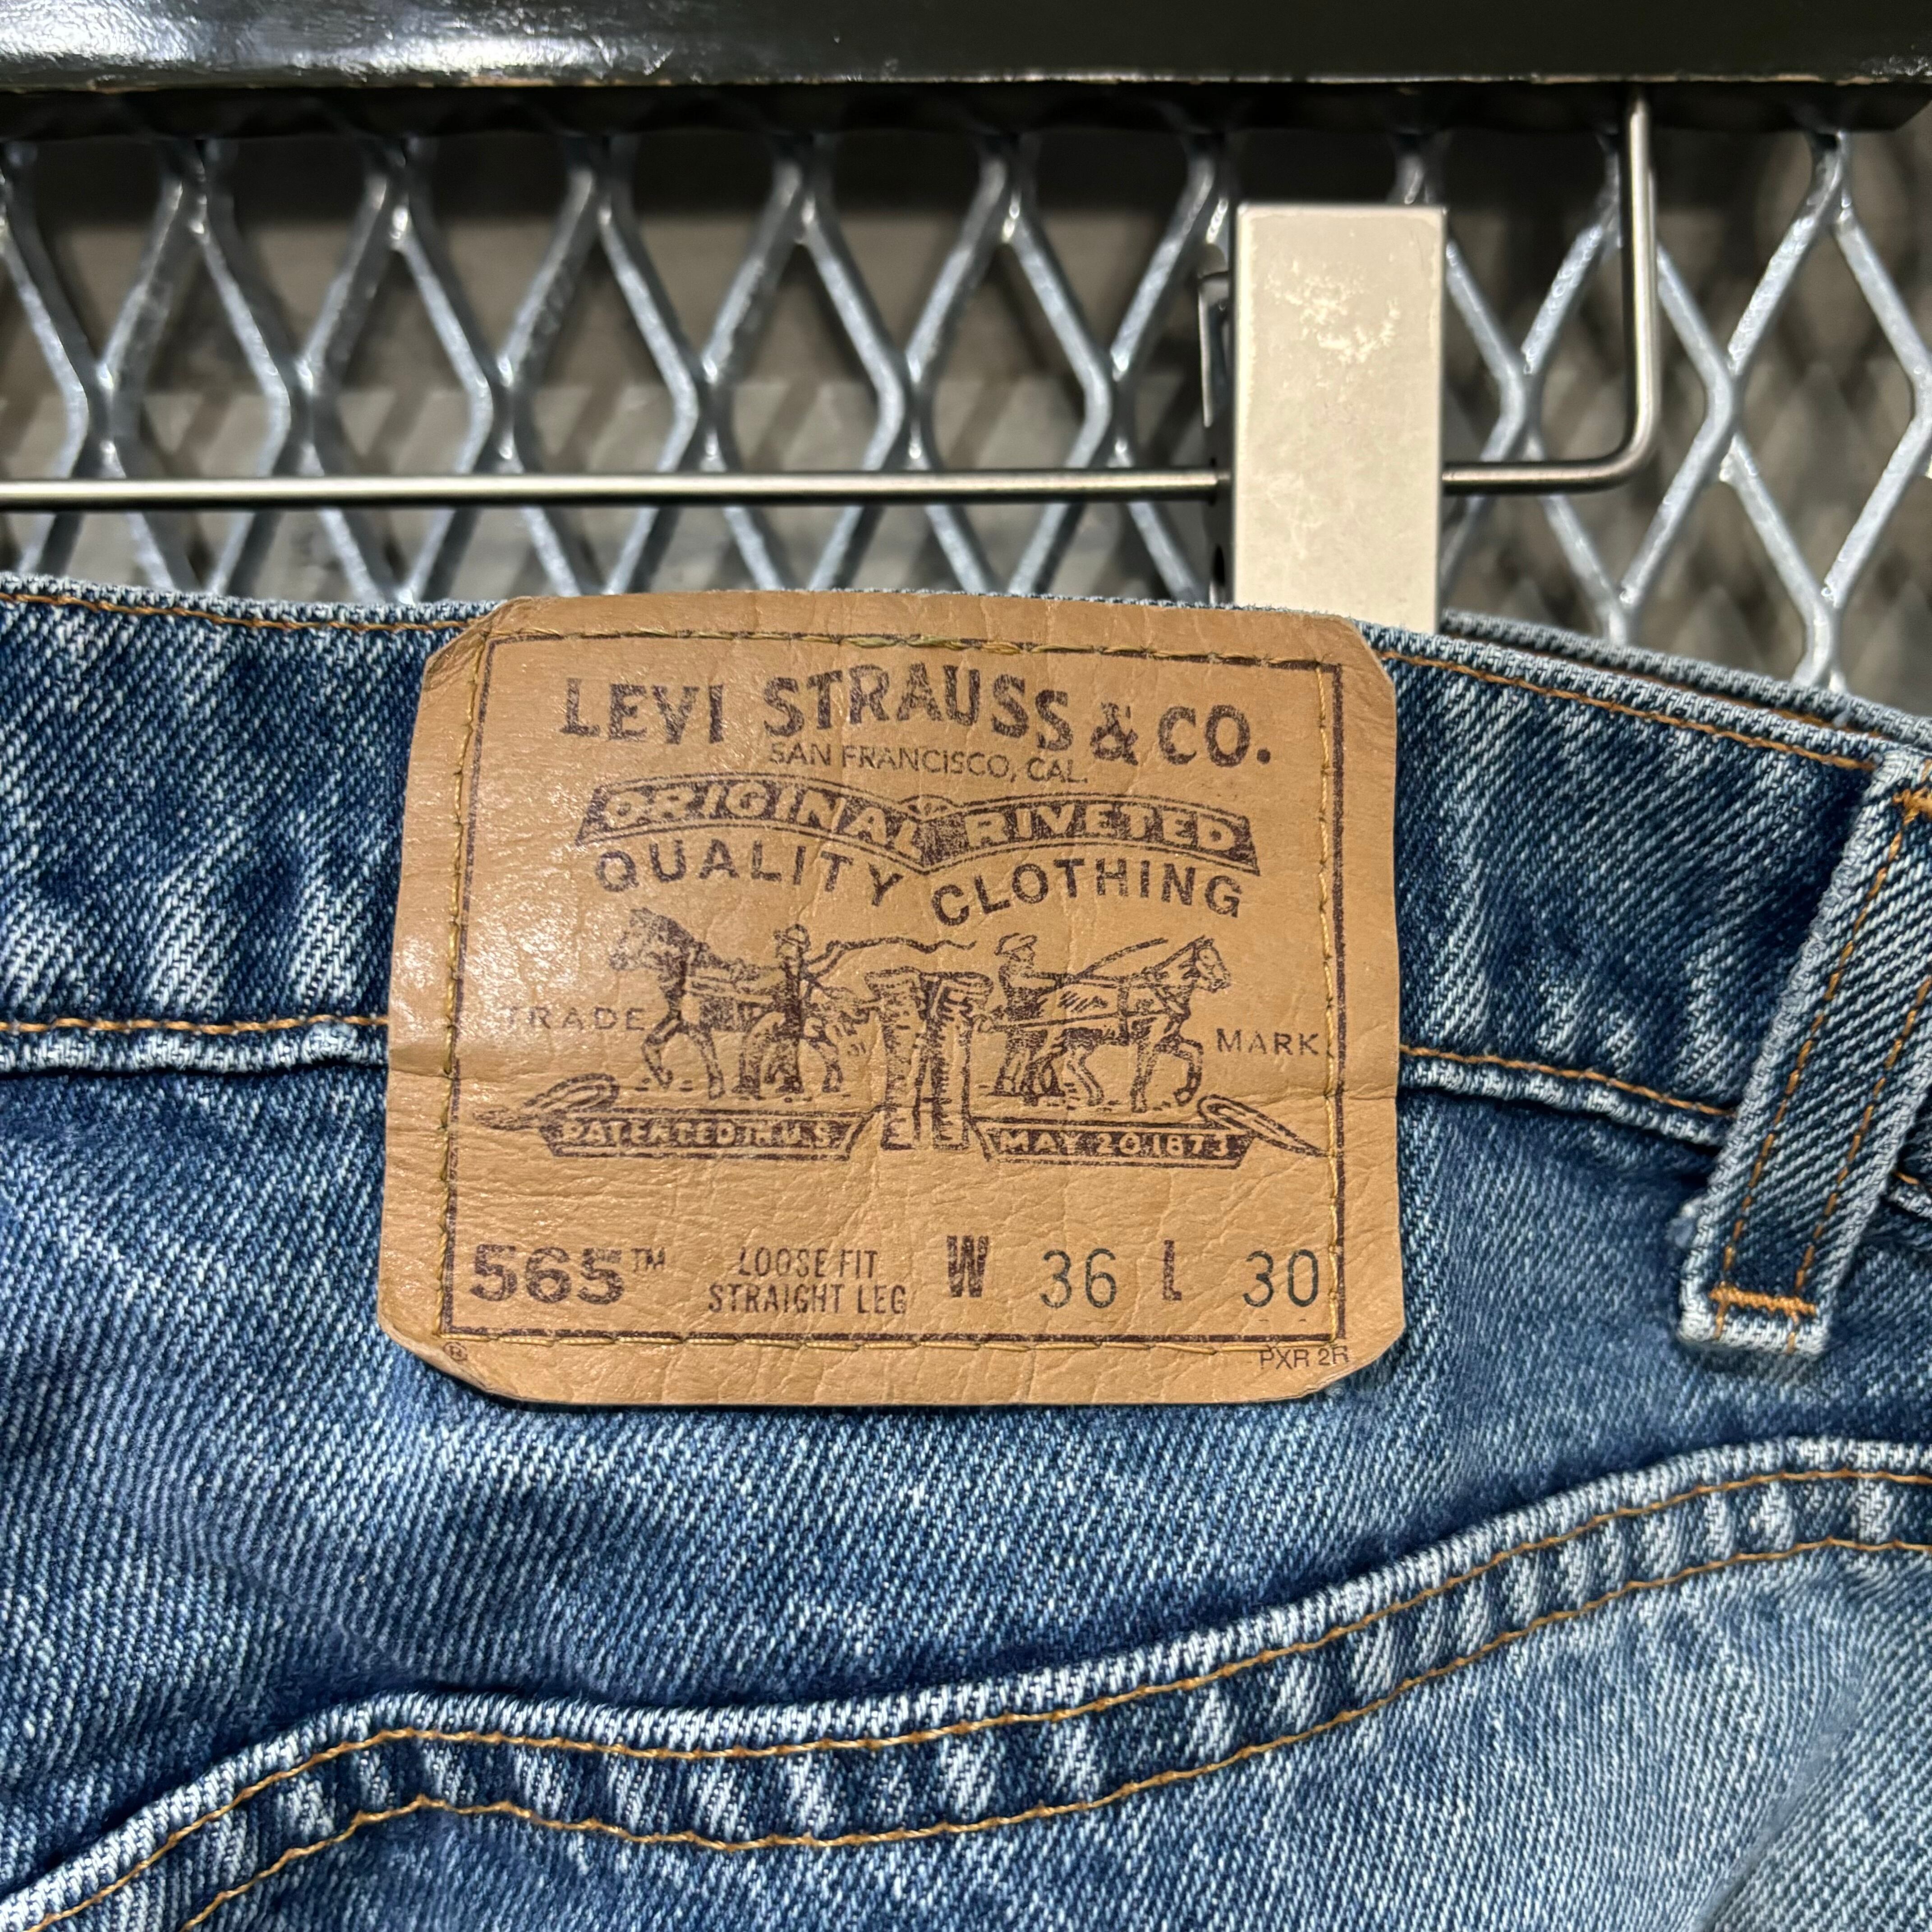 LEVI STRAUSS & CO.
SAN FRANCISCO, CAL.
ORIGINAL RIVETED
QUALITY CLOTHING
TRADE MARK
PATENTED IN U.S. MAY 20 1873
565™ LOOSE FIT STRAIGHT LEG W 36 L 30
® PXR 2R